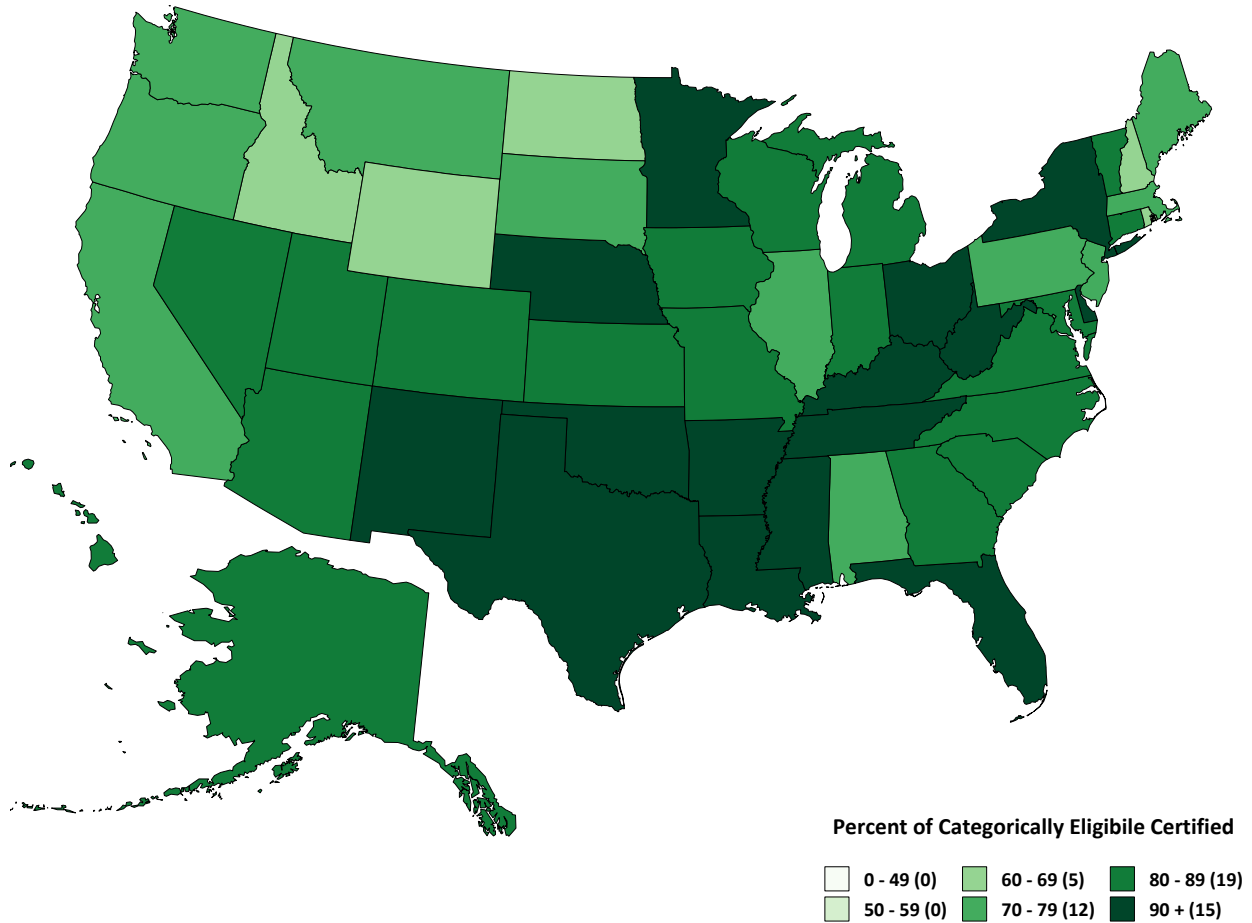 Percent of Categorically Eligibile Certified
0 - 49 (0) 60 - 69 (5) 80 - 89 (19)
50 - 59 (0) 70 - 79 (12) 90 + (15)